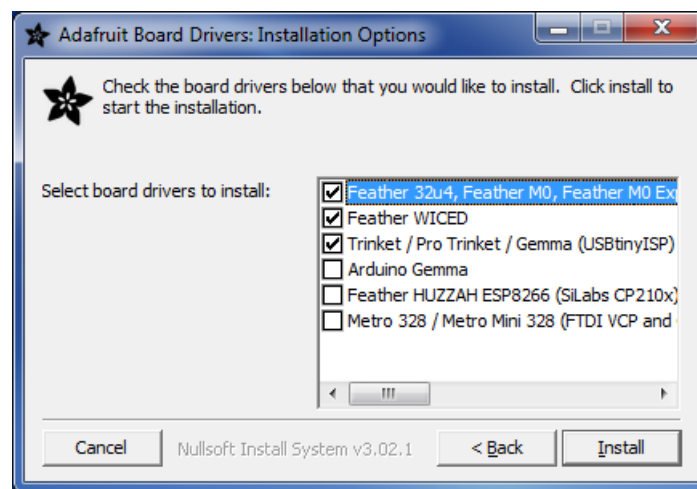 Adafruit Board Drivers: Installation Options
Check the board drivers below that you would like to install. Click install to
start the installation.
Select board drivers to install:
Feather 32u4, Feather M0, Feather M0
Feather WICED
Trinket / Pro Trinket / Gemma (USBtinyISP)
Arduino Gemma
Feather HUZZAH ESP8266 (SiLabs CP210x)
Metro 328 / Metro Mini 328 (FTDI VCP and
Cancel
Nullsoft Install System v3.02.1
< Back
Install